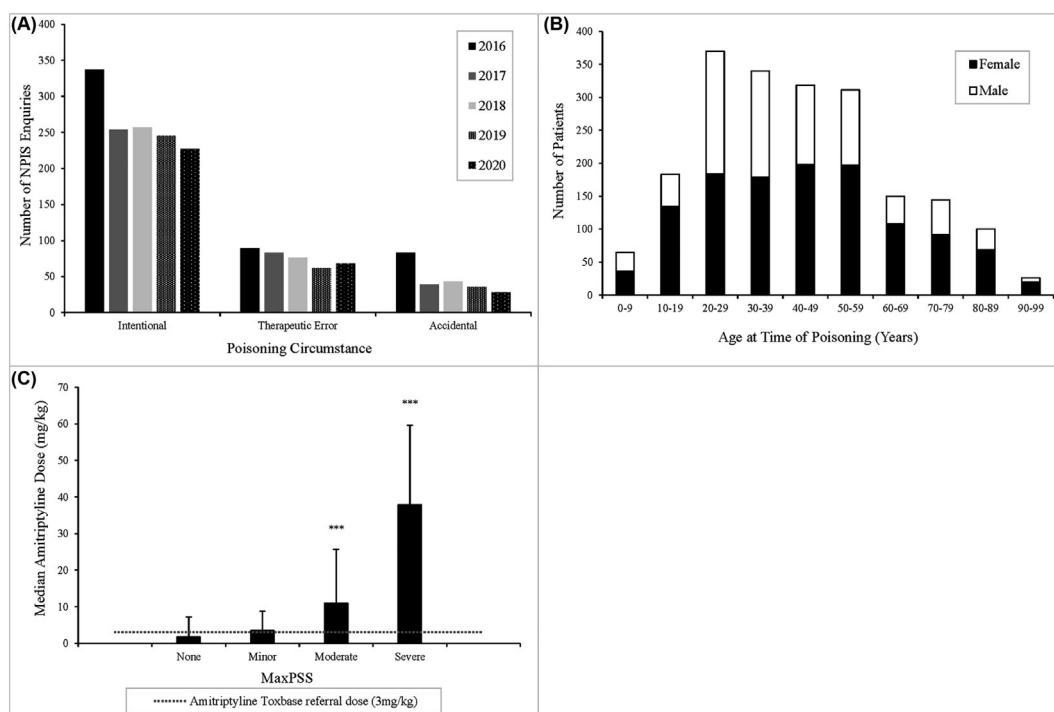 (A)
Number of NPIS Enquiries
400
350
300
250
200
150
100
50
0
2016
2017
2018
2019
2020
Intentional Therapeutic Error Accidental
Poisoning Circumstance
(B)
Number of Patients
400
350
300
250
200
150
100
50
0
Female
Male
0-9 10-19 20-29 30-39 40-49 50-59 60-69 70-79 80-89 90-99
Age at Time of Poisoning (Years)
(C)
Median Amitriptyline Dose (mg/kg)
70
60
50
40
30
20
10
0
***
***
None Minor Moderate Severe
MaxPSS
Amitriptyline Toxbase referral dose (3mg/kg)